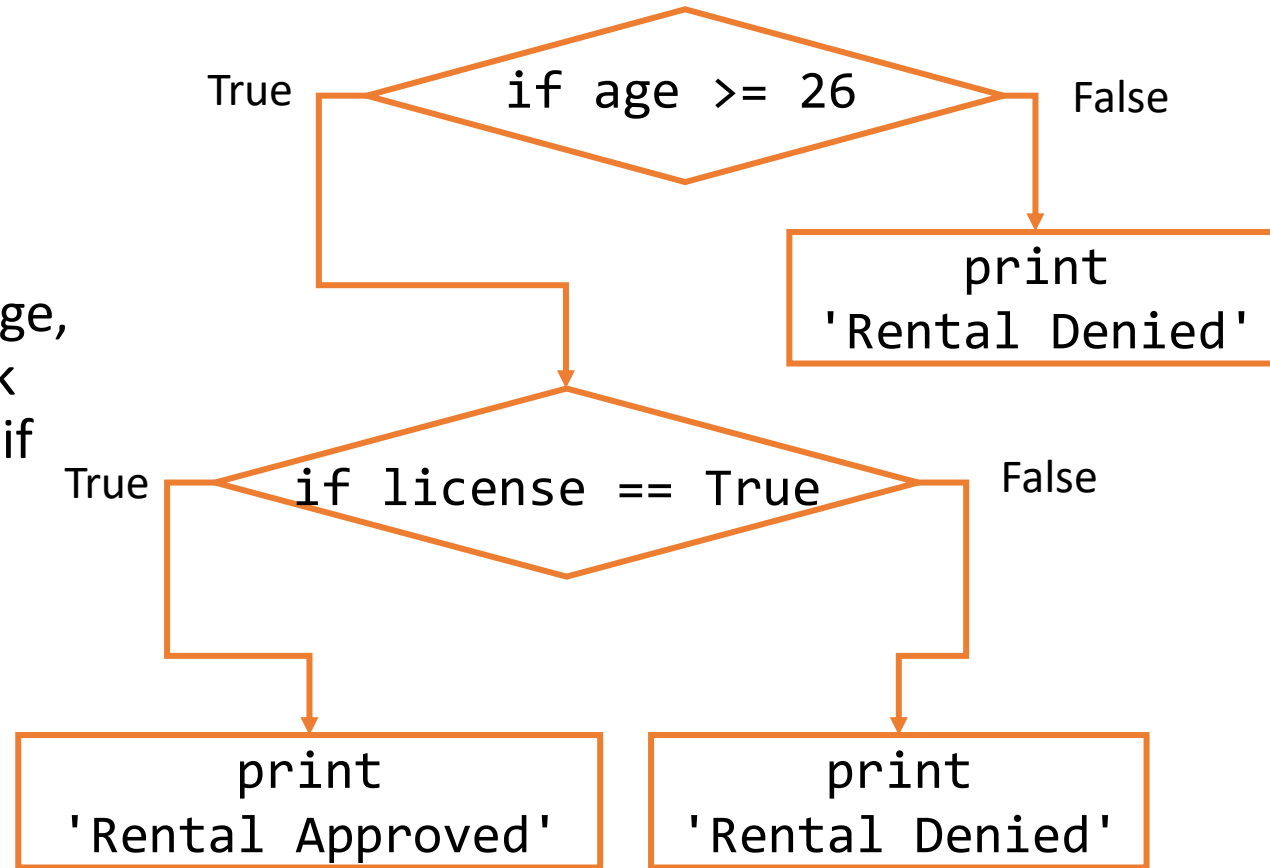 True
if age >= 26
False
print
'Rental Denied'
ge,
k
if
True
if license == True
False
print
'Rental Approved'
print
'Rental Denied'